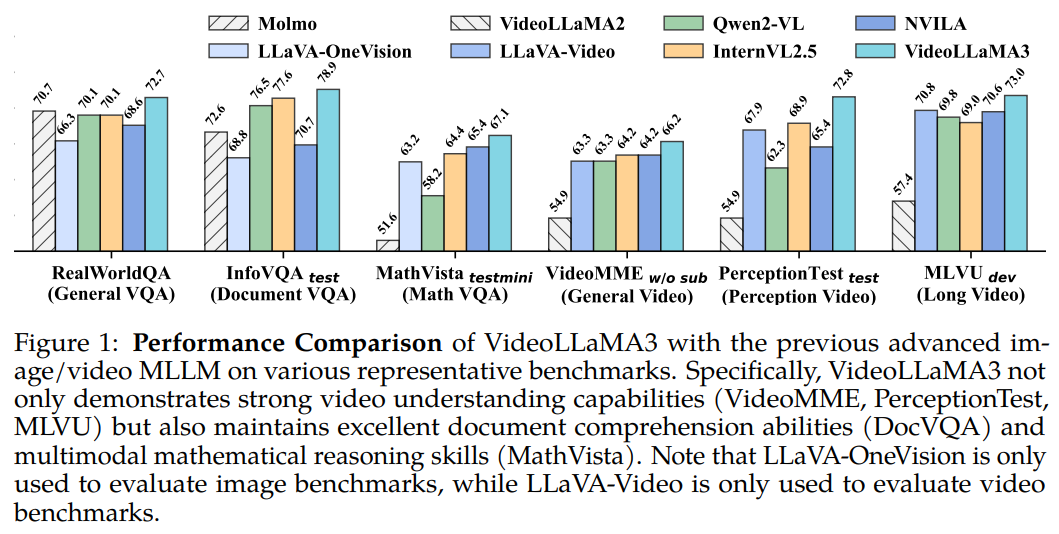 Molmo
VideoLLaMA2
Qwen2-VL
NVILA
LLaVA-OneVision
LLaVA-Video
InternVL2.5
VideoLLaMA3
70.7
66.3
70.1
70.1
68.6
72.7
72.6
68.8
76.5
77.6
70.7
78.9
51.6
63.2
58.2
64.4
65.4
67.1
54.9
63.3
63.3
64.2
64.2
66.2
54.9
67.9
62.3
68.9
65.4
72.8
57.4
70.8
69.8
69.0
70.6
73.0
RealWorldQA
(General VQA)
InfoVQA test
(Document VQA)
MathVista testmini
(Math VQA)
VideoMME w/o sub
(General Video)
PerceptionTest test
(Perception Video)
MLVU dev
(Long Video)
Figure 1: Performance Comparison of VideoLLaMA3 with the previous advanced im-
age/video MLLM on various representative benchmarks. Specifically, VideoLLaMA3 not
only demonstrates strong video understanding capabilities (VideoMME, PerceptionTest,
MLVU) but also maintains excellent document comprehension abilities (DocVQA) and
multimodal mathematical reasoning skills (MathVista). Note that LLaVA-OneVision is only
used to evaluate image benchmarks, while LLaVA-Video is only used to evaluate video
benchmarks.